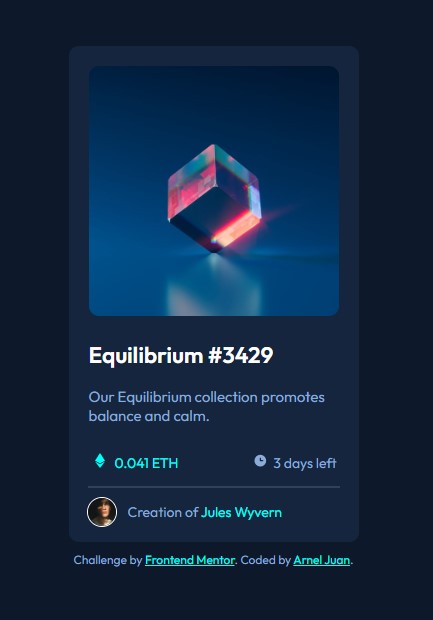 Equilibrium #3429
Our Equilibrium collection promotes
balance and calm.
0.041 ETH
3 days left
Creation of Jules Wyvern
Challenge by Frontend Mentor. Coded by Arnel Juan.